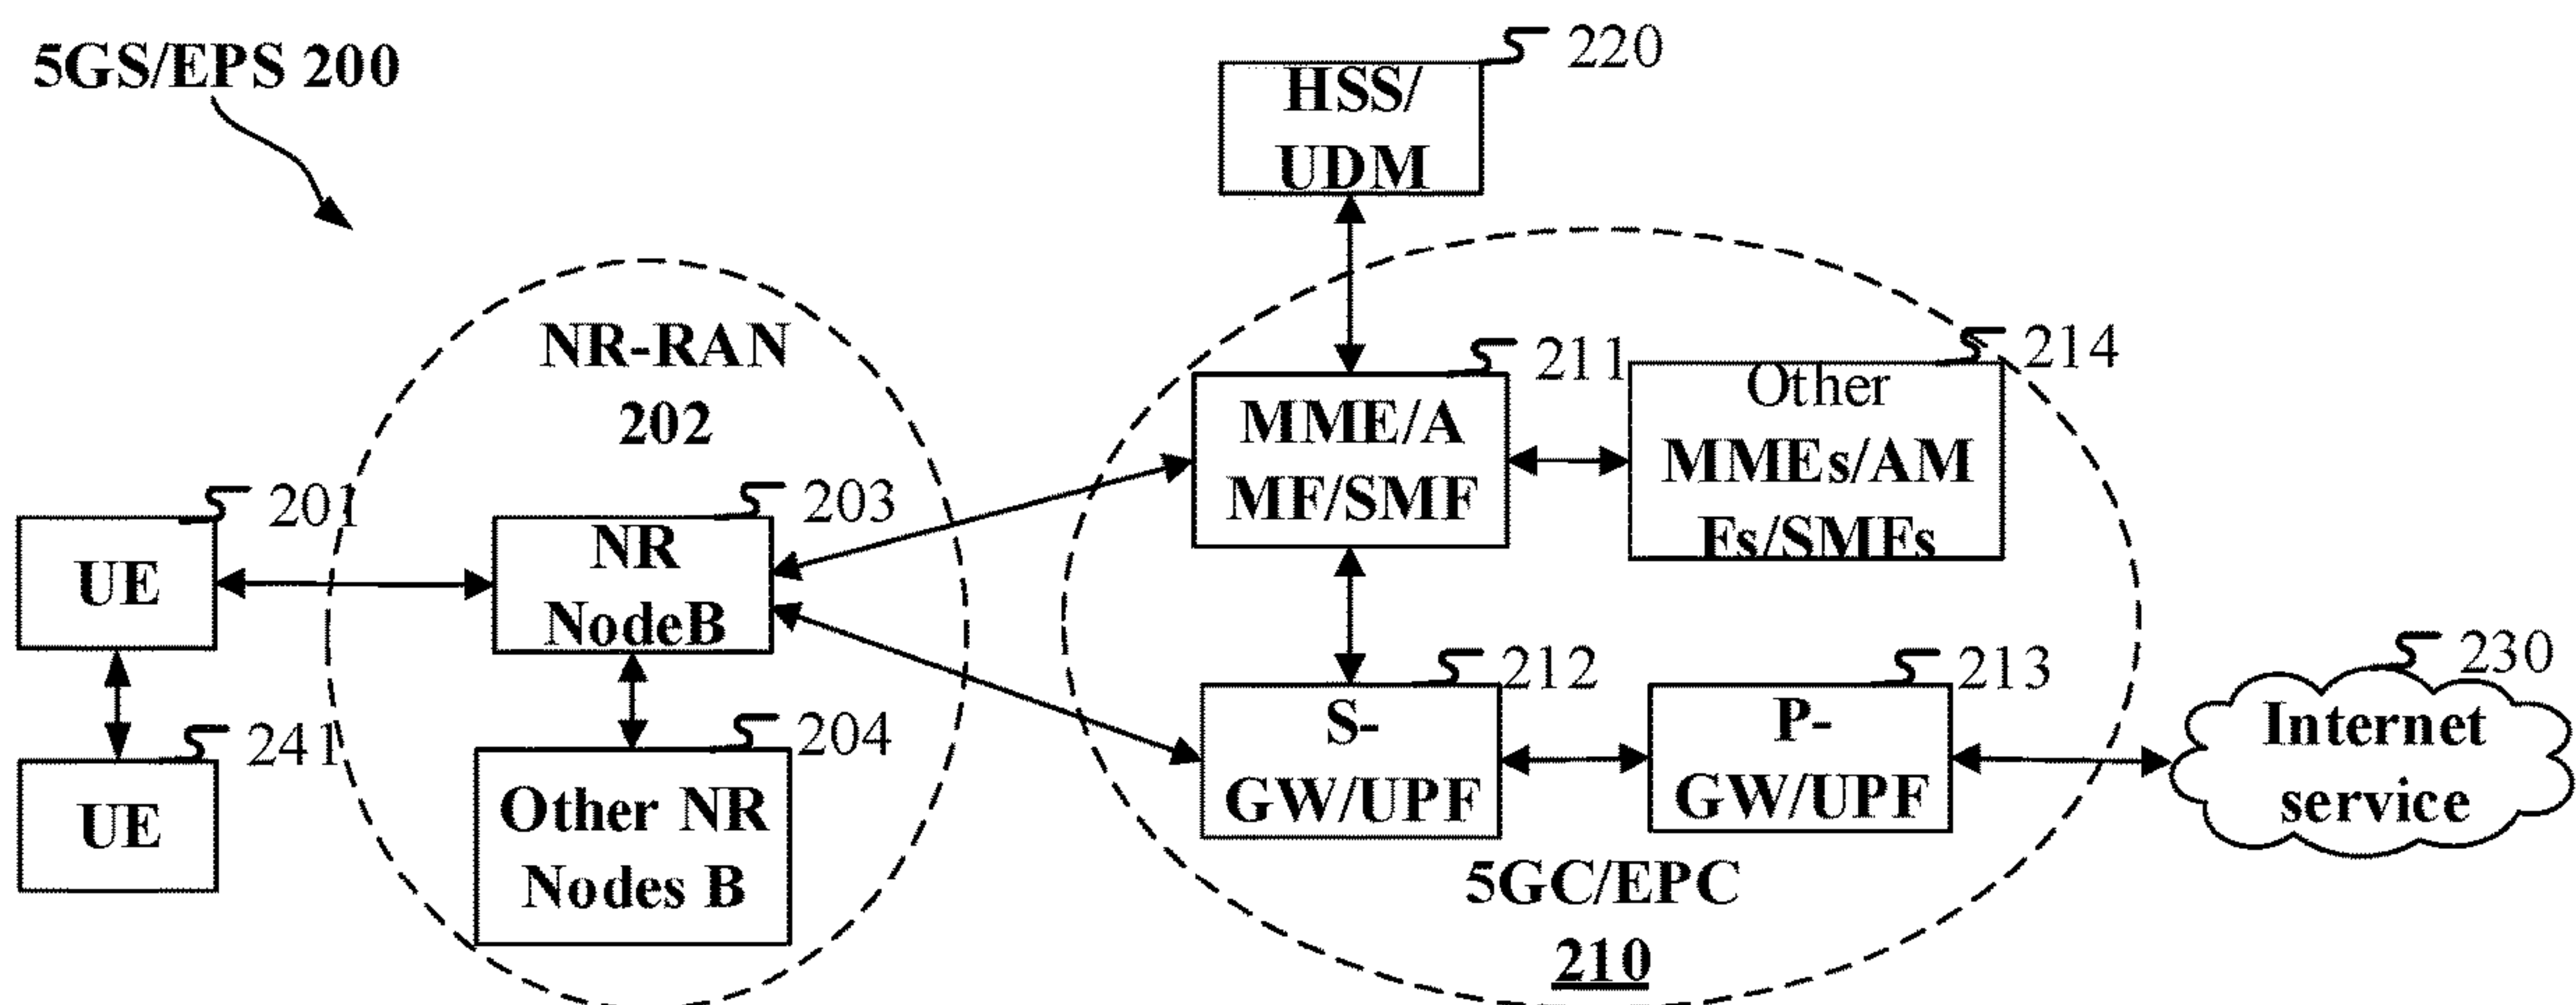 5GS/EPS 200
220
HSS/
UDM
NR-RAN
202
211
MME/A
MF/SMF
214
Other
MMEs/AM
Fs/SMFs
201
UE
203
NR
NodeB
241
UE
204
Other NR
Nodes B
212
S-
GW/UPF
213
P-
GW/UPF
230
Internet
service
5GC/EPC
210